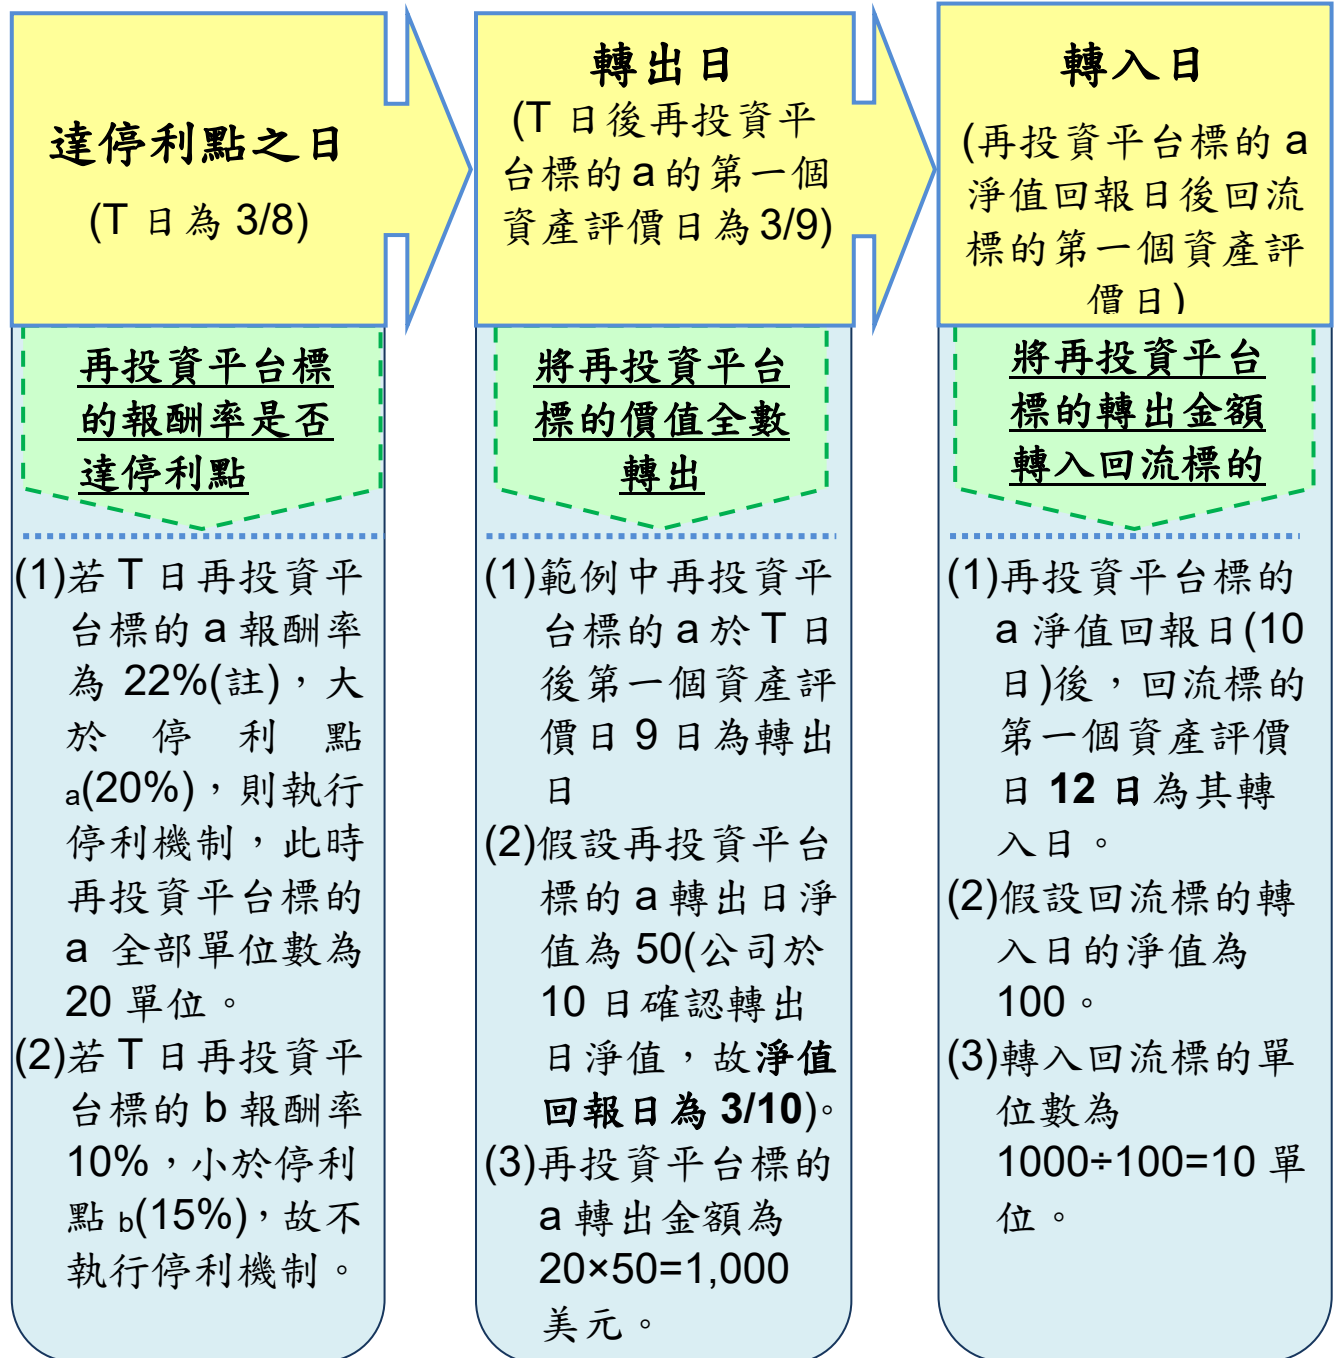 達停利點之日
(T 日為 3/8)
再投資平台標
的報酬率是否
達停利點
(1)若 T 日再投資平
台標的 a 報酬率
為 22%(註)，大
於停利點
a(20%)，則執行
停利機制，此時
再投資平台標的
a 全部單位數為
20 單位。
(2)若 T 日再投資平
台標的 b 報酬率
10%，小於停利
點 b(15%)，故不
執行停利機制。
轉出日
(T 日後再投資平
台標的 a 的第一個
資產評價日為 3/9)
將再投資平台
標的價值全數
轉出
(1)範例中再投資平
台標的 a 於 T 日
後第一個資產評
價日 9 日為轉出
日
(2)假設再投資平台
標的 a 轉出日淨
值為 50(公司於
10 日確認轉出
日淨值，故淨值
回報日為 3/10)。
(3)再投資平台標的
a 轉出金額為
20×50=1,000
美元。
轉入日
(再投資平台標的 a
淨值回報日後回流
標的第一個資產評
價日)
將再投資平台
標的轉出金額
轉入回流標的
(1)再投資平台標的
a 淨值回報日(10
日)後，回流標的
第一個資產評價
日 12 日為其轉
入日。
(2)假設回流標的轉
入日的淨值為
100。
(3)轉入回流標的單
位數為
1000÷100=10 單
位。